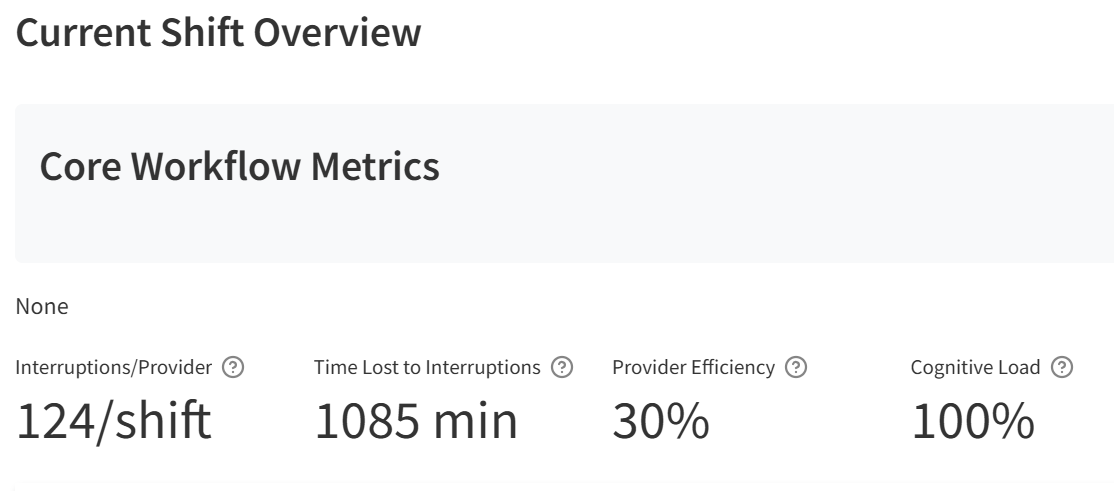 Current Shift Overview
Core Workflow Metrics
None
Interruptions/Provider ? Time Lost to Interruptions ? Provider Efficiency ? Cognitive Load ?
124/shift 1085 min 30% 100%